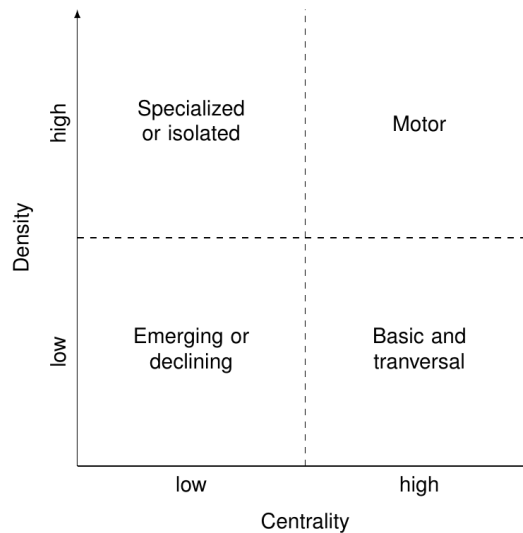 Specialized
or isolated
Motor
high
Density
Emerging or
declining
Basic and
tranversal
low
low
high
Centrality